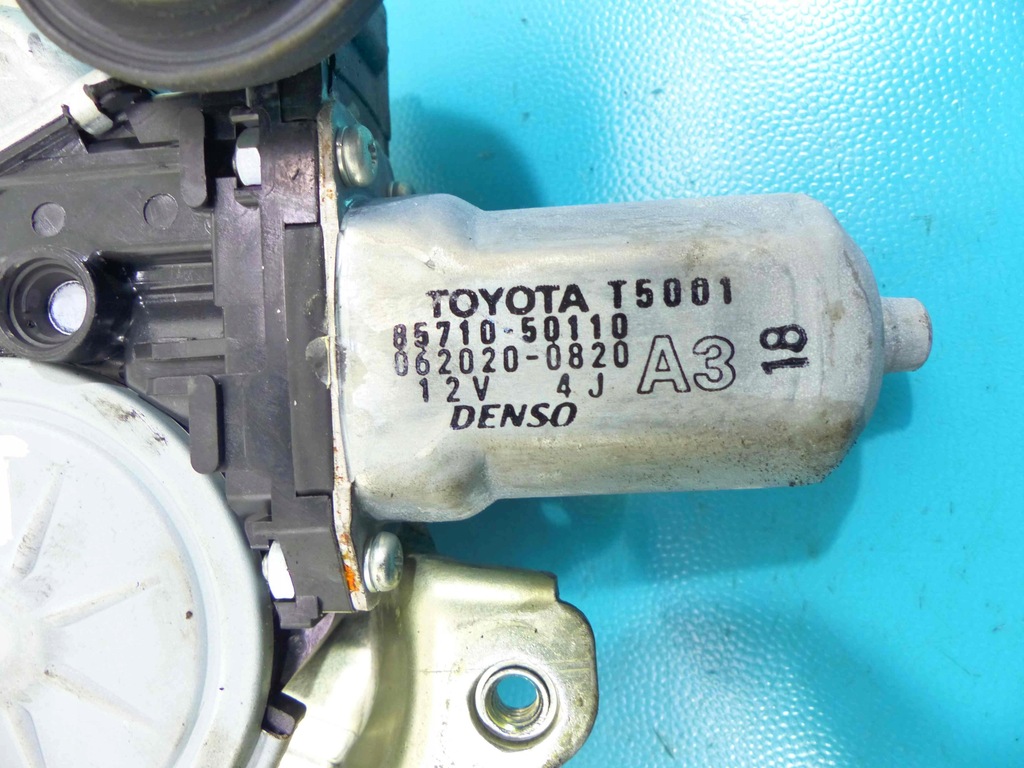 TOYOTA T5001
85710-50110
062020-0820
12V 4J
A3
18
DENSO